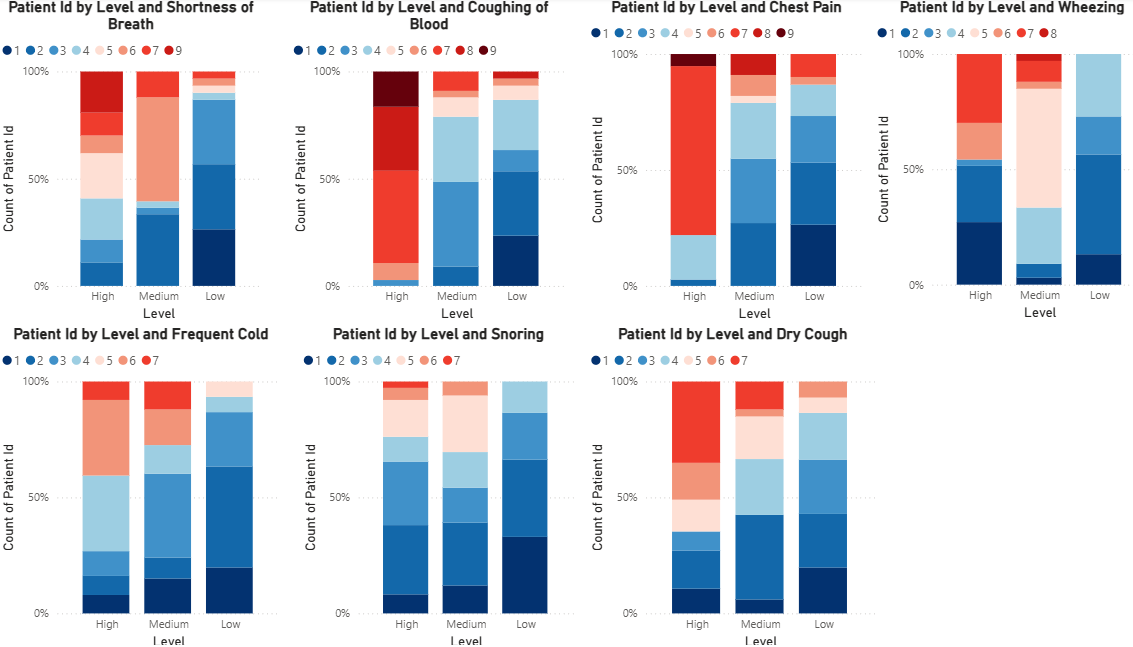 Patient Id by Level and Shortness of
Breath
1 2 3 4 5 6 7 9
Count of Patient Id
100%
50%
0%
High Medium Low
Level
Patient Id by Level and Coughing of
Blood
1 2 3 4 5 6 7 8 9
Count of Patient Id
100%
50%
0%
High Medium Low
Level
Patient Id by Level and Chest Pain
1 2 3 4 5 6 7 8 9
Count of Patient Id
100%
50%
0%
High Medium Low
Level
Patient Id by Level and Wheezing
1 2 3 4 5 6 7 8
Count of Patient Id
100%
50%
0%
High Medium Low
Level
Patient Id by Level and Frequent Cold
1 2 3 4 5 6 7
Count of Patient Id
100%
50%
0%
High Medium Low
Level
Patient Id by Level and Snoring
1 2 3 4 5 6 7
Count of Patient Id
100%
50%
0%
High Medium Low
Level
Patient Id by Level and Dry Cough
1 2 3 4 5 6 7
Count of Patient Id
100%
50%
0%
High Medium Low
Level